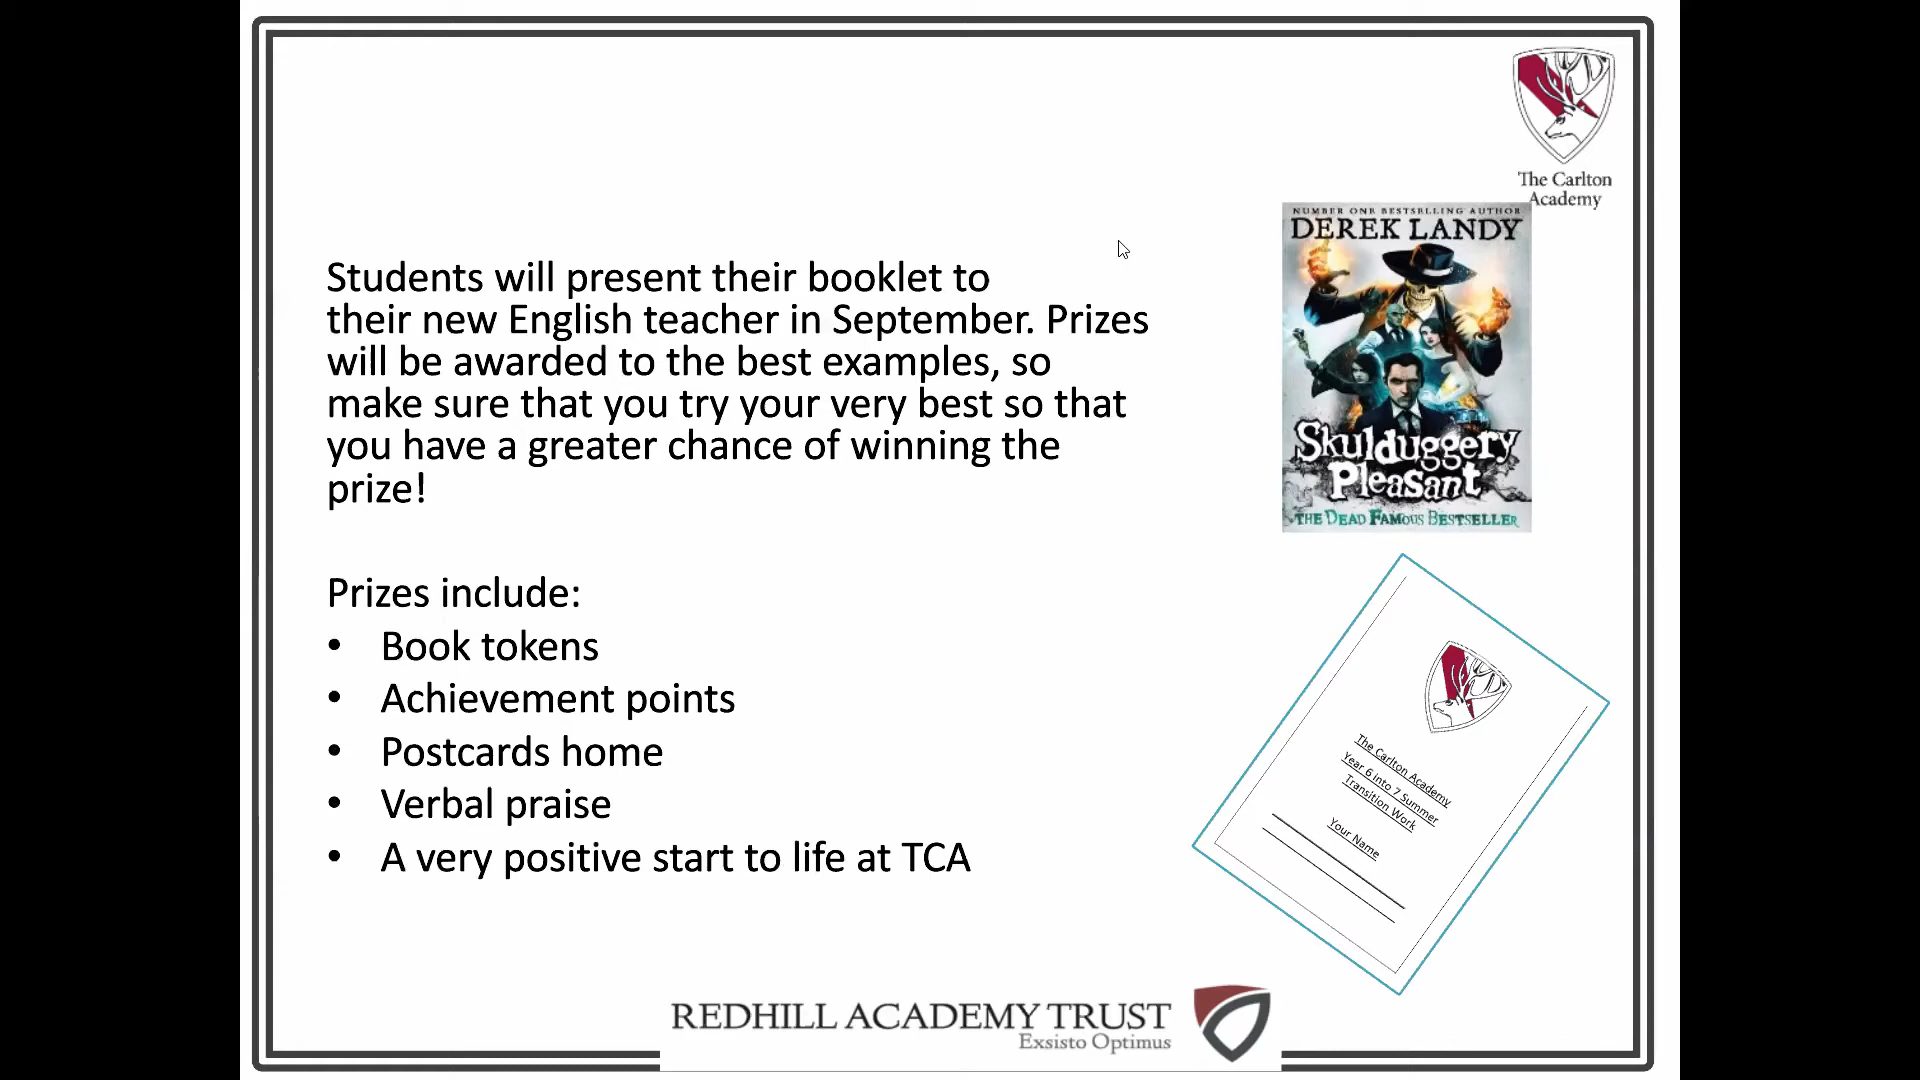 The Carlton
Academy
Students will present their booklet to
their new English teacher in September. Prizes
will be awarded to the best examples, so
make sure that you try your very best so that
you have a greater chance of winning the
prize!
Prizes include:
• Book tokens
• Achievement points
• Postcards home
• Verbal praise
• A very positive start to life at TCA
NUMBER ONE BESTSELLING AUTHOR
DEREK LANDY
Skulduggery
Pleasant
THE DEAD FAMOUS BESTSELLER
The Carlton Academy
Year 6 into 7 Summer
Transition Work
Your Name
REDHILL ACADEMY TRUST
Exsisto Optimus